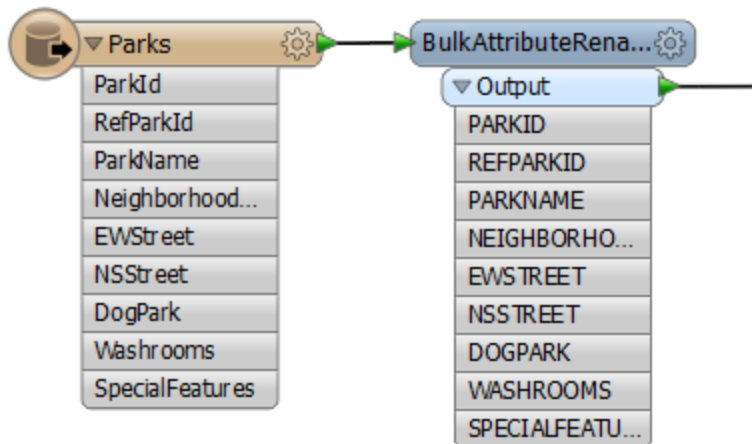 Parks
ParkId
RefParkId
ParkName
Neighborhood...
EWStreet
NSStreet
DogPark
Washrooms
SpecialFeatures
BulkAttributeRena...
Output
PARKID
REFPARKID
PARKNAME
NEIGHBORHO...
EWSTREET
NSSTREET
DOGPARK
WASHROOMS
SPECIALFEATU...